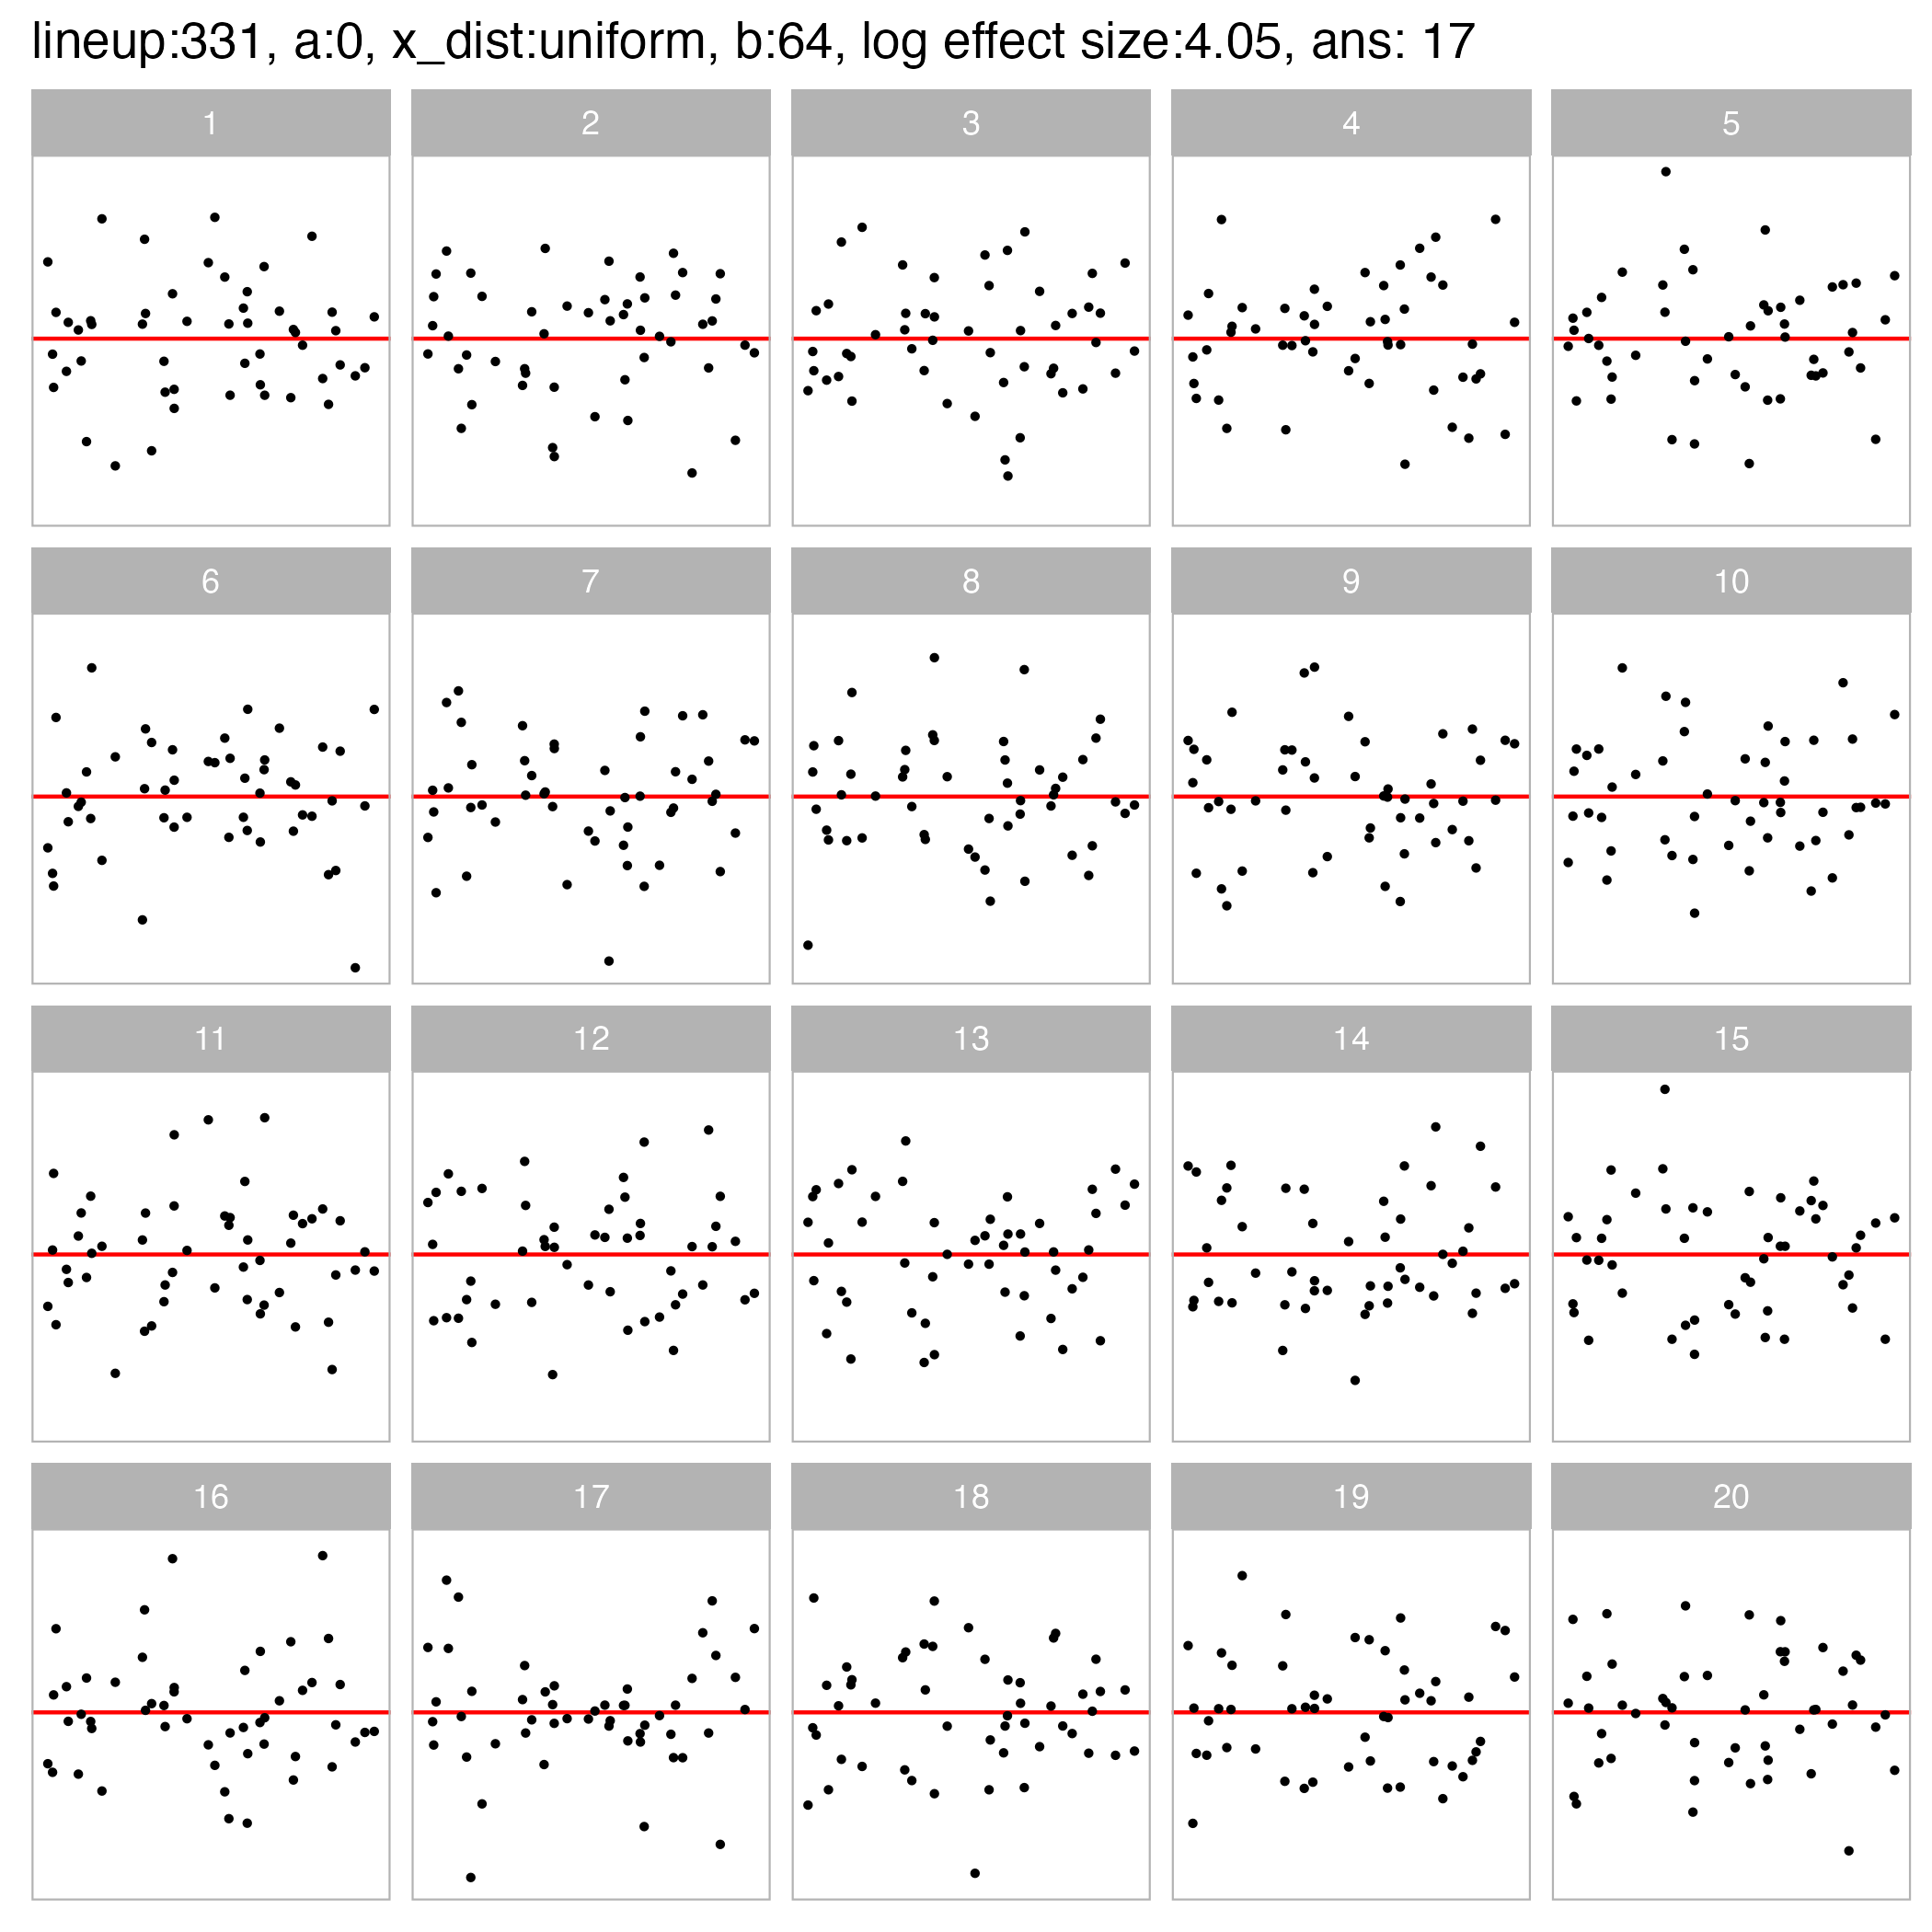 lineup:331, a:0, x_dist:uniform, b:64, log effect size:4.05, ans: 17
1 2 3 4 5
6 7 8 9 10
11 12 13 14 15
16 17 18 19 20